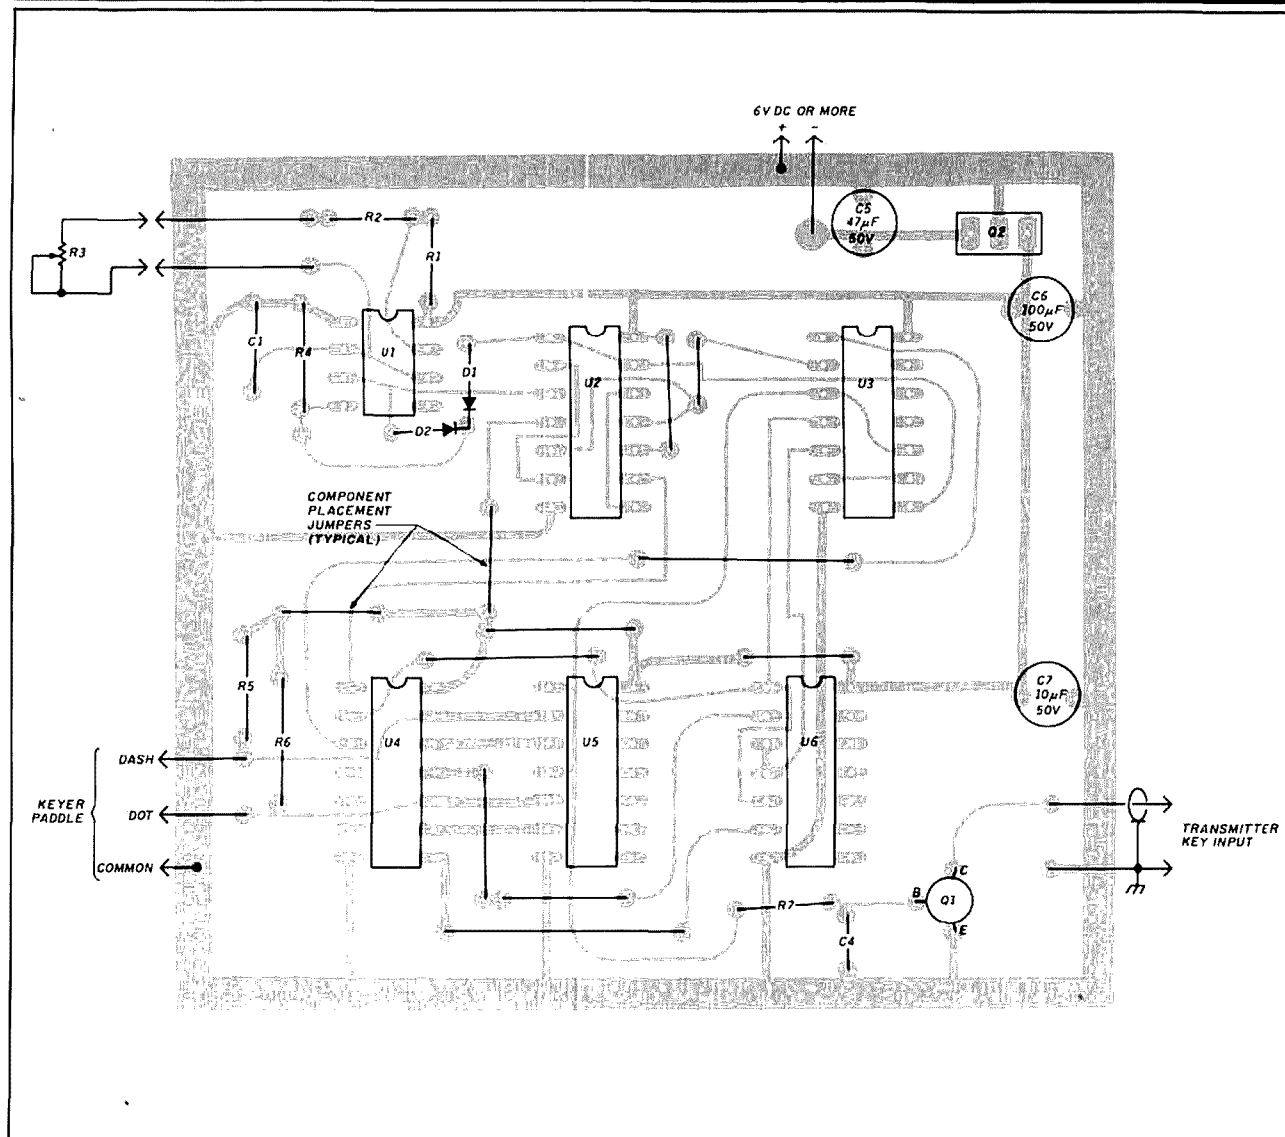 6V DC OR MORE
+ -
C5
47µF
50V
Q2
R2
R1
R3
C6
100µF
50V
C1
R4
U1
D1
U2
U3
D2
COMPONENT
PLACEMENT
JUMPERS
(TYPICAL)
R5
R6
U4
U5
U6
C7
10µF
50V
KEYER
PADDLE
DASH
DOT
COMMON
TRANSMITTER
KEY INPUT
R7
C4
B
C
Q1
E